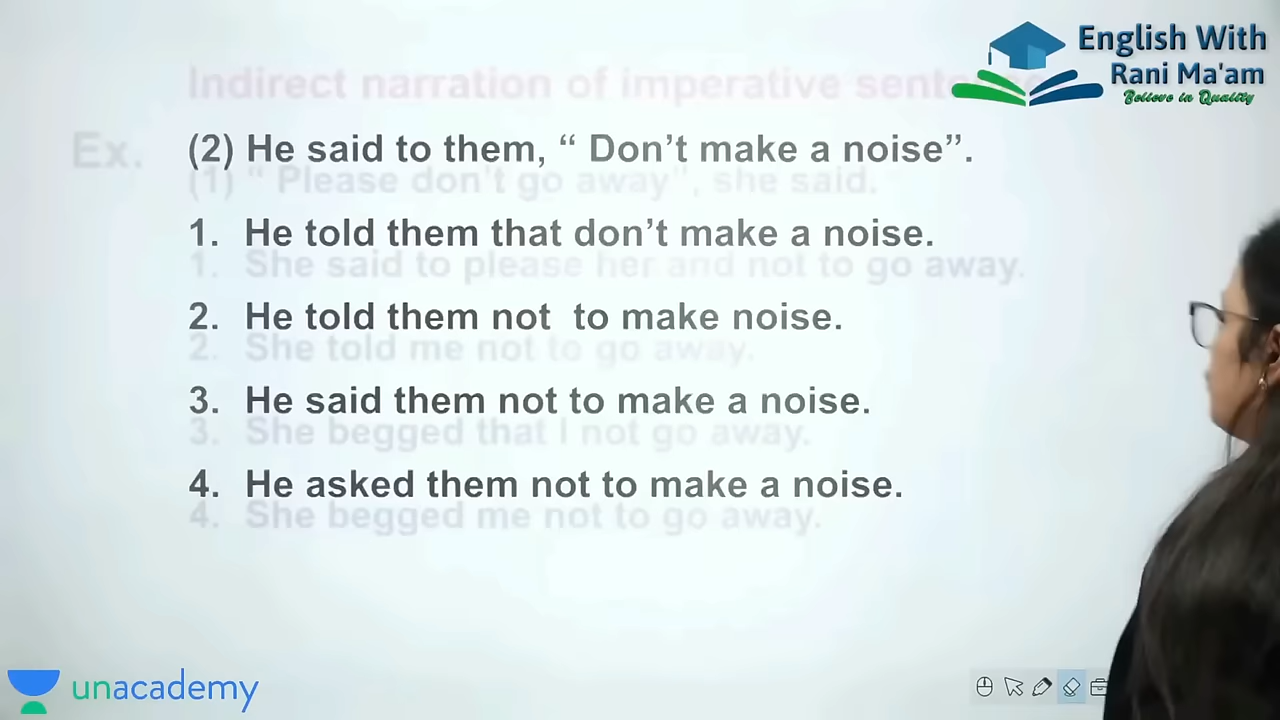 English With
Rani Ma'am
Believe in Quality
Indirect narration of imperative sent
Ex.
(2) He said to them, “ Don’t make a noise”.
(1) “ Please don’t go away”, she said.
1. He told them that don’t make a noise.
1. She said to please her and not to go away.
2. He told them not to make noise.
2. She told me not to go away.
3. He said them not to make a noise.
3. She begged that I not go away.
4. He asked them not to make a noise.
4. She begged me not to go away.
unacademy